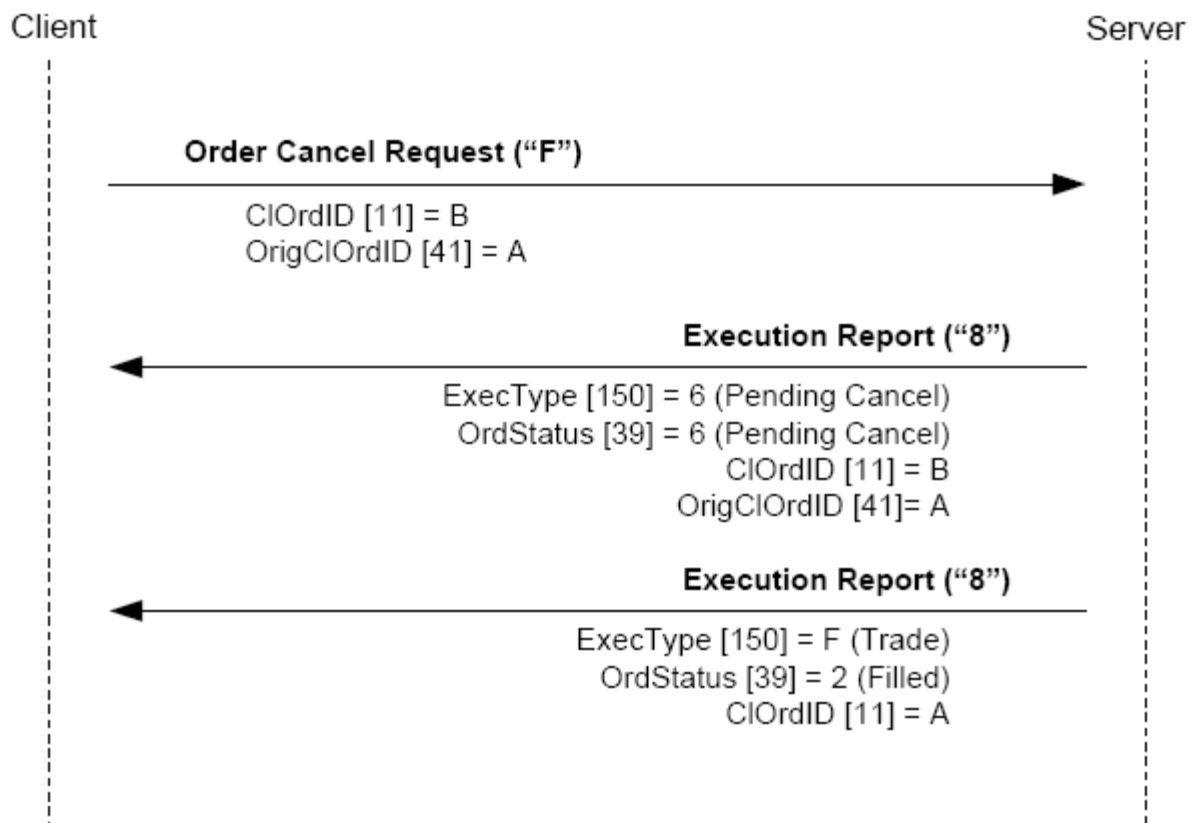 Client
Server
Order Cancel Request (“F”)
ClOrdID [11] = B
OrigClOrdID [41] = A
Execution Report (“8”)
ExecType [150] = 6 (Pending Cancel)
OrdStatus [39] = 6 (Pending Cancel)
ClOrdID [11] = B
OrigClOrdID [41]= A
Execution Report (“8”)
ExecType [150] = F (Trade)
OrdStatus [39] = 2 (Filled)
ClOrdID [11] = A